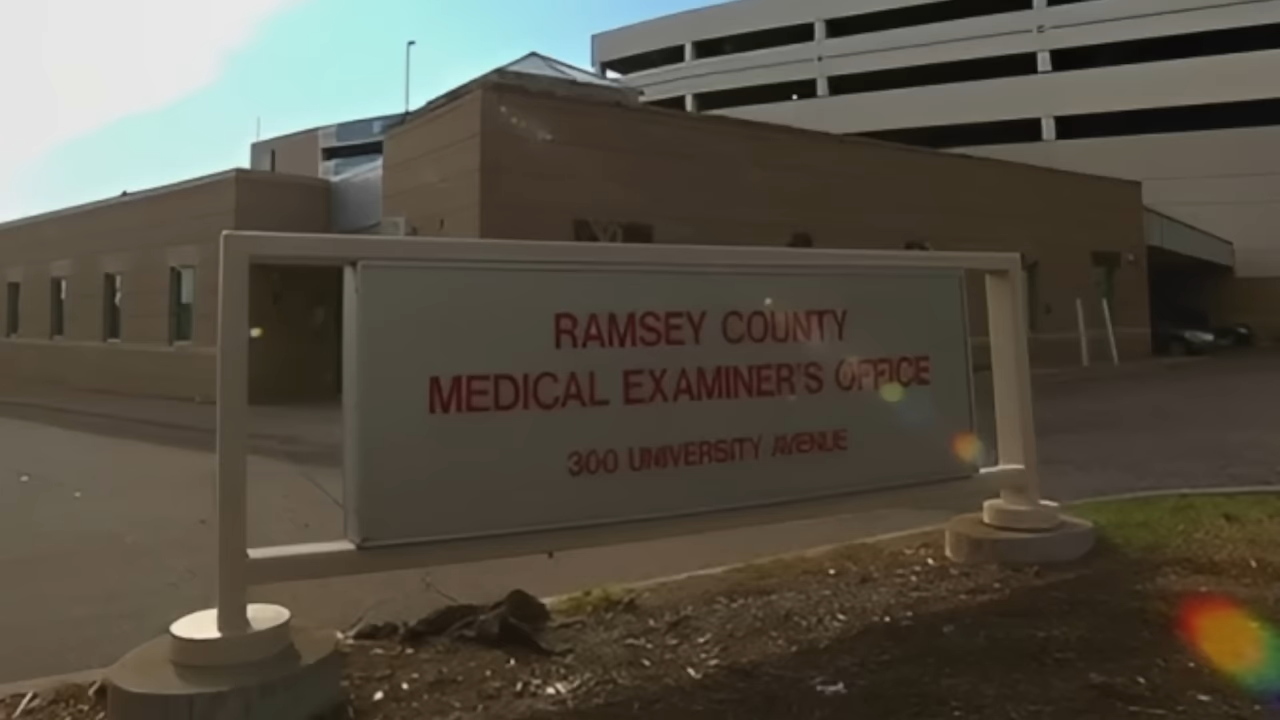 RAMSEY COUNTY
MEDICAL EXAMINER'S OFFICE
300 UNIVERSITY AVENUE